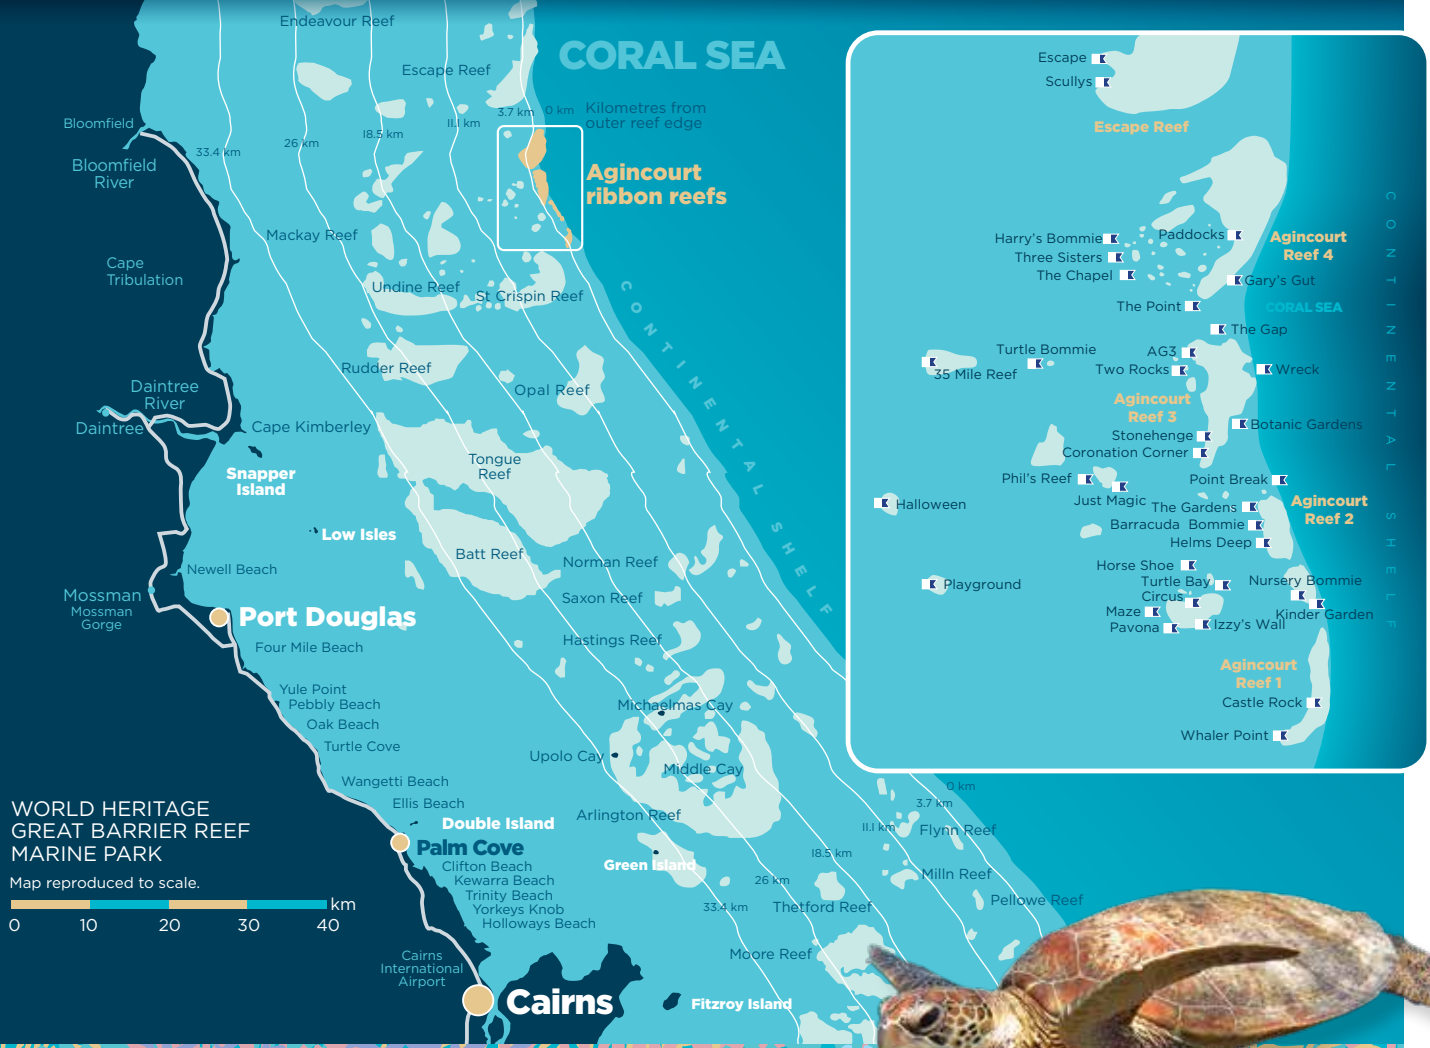 Endeavour Reef
CORAL SEA
Escape Reef
3.7 km
0 km
Kilometres from
outer reef edge
11.1 km
18.5 km
26 km
33.4 km
Bloomfield
Bloomfield
River
Agincourt
ribbon reefs
Mackay Reef
Cape
Tribulation
Undine Reef
St Crispin Reef
CONTINENTAL SHELF
Rudder Reef
Opal Reef
Daintree
River
Daintree
Cape Kimberley
Snapper
Island
Tongue
Reef
Low Isles
Batt Reef
Norman Reef
Newell Beach
Saxon Reef
Mossman
Mossman
Gorge
Port Douglas
Hastings Reef
Four Mile Beach
Yule Point
Pebbly Beach
Oak Beach
Turtle Cove
Michaelmas Cay
Upolo Cay
Middle Cay
Wangetti Beach
Ellis Beach
Double Island
Arlington Reef
Palm Cove
Green Island
Clifton Beach
Kewarra Beach
Trinity Beach
Yorkeys Knob
Holloways Beach
0 km
3.7 km
11.1 km
Flynn Reef
18.5 km
Milln Reef
26 km
33.4 km
Thetford Reef
Pellowe Reef
Moore Reef
Cairns
International
Airport
Cairns
Fitzroy Island
WORLD HERITAGE
GREAT BARRIER REEF
MARINE PARK
Map reproduced to scale.
km
0 10 20 30 40
Escape
Scullys
Escape Reef
Harry's Bommie
Paddocks
Agincourt
Reef 4
Three Sisters
The Chapel
Gary's Gut
The Point
CORAL SEA
The Gap
Turtle Bommie
AG3
35 Mile Reef
Two Rocks
Wreck
Agincourt
Reef 3
Botanic Gardens
Stonehenge
Coronation Corner
Phil's Reef
Point Break
Just Magic
The Gardens
Agincourt
Reef 2
Halloween
Barracuda Bommie
Helms Deep
Horse Shoe
Turtle Bay
Nursery Bommie
Playground
Circus
Maze
Kinder Garden
Pavona
Izzy's Wall
Agincourt
Reef 1
Castle Rock
Whaler Point
CONTINENTAL SHELF